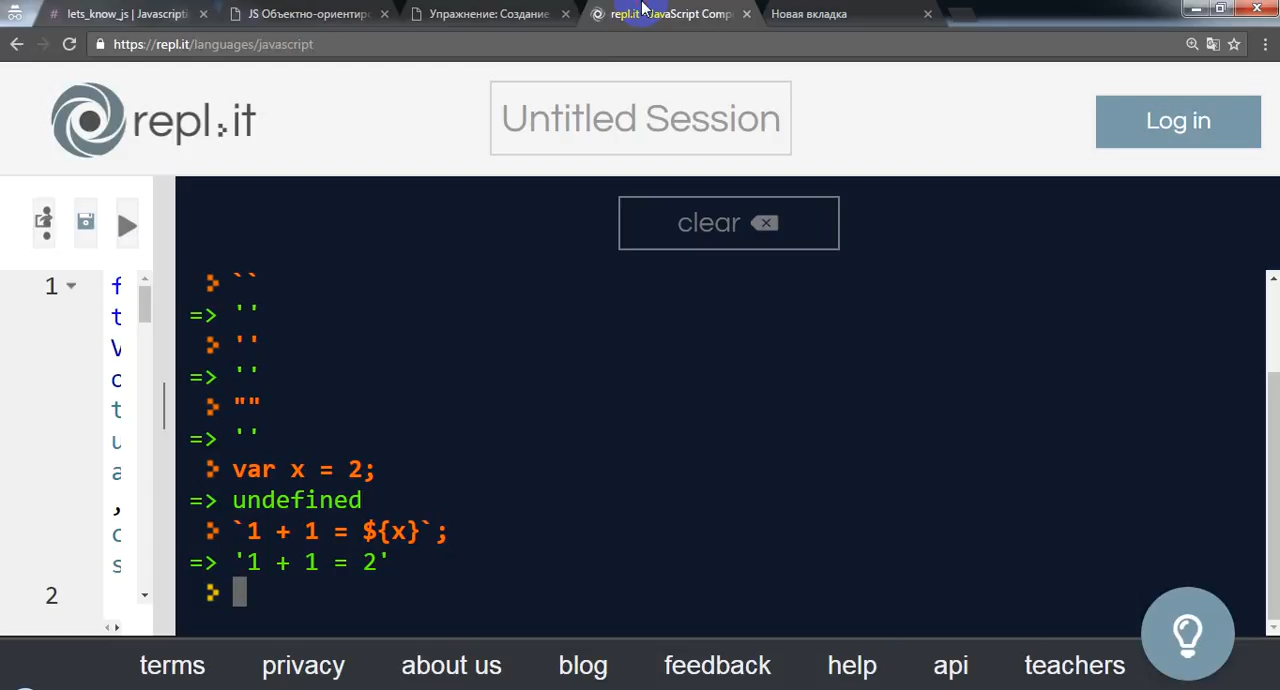 # lets_know_js | Javascript
JS Объектно-ориентир
Упражнение: Создание
repl.it - JavaScript Comp
Новая вкладка
https://repl.it/languages/javascript
repl.it
Untitled Session
Log in
clear
1
f
t
V
o
t
u
a
,
c
s
2
``
=> ''
''
=> ''
""
=> ''
var x = 2;
=> undefined
`1 + 1 = ${x}`;
=> '1 + 1 = 2'
terms privacy about us blog feedback help api teachers